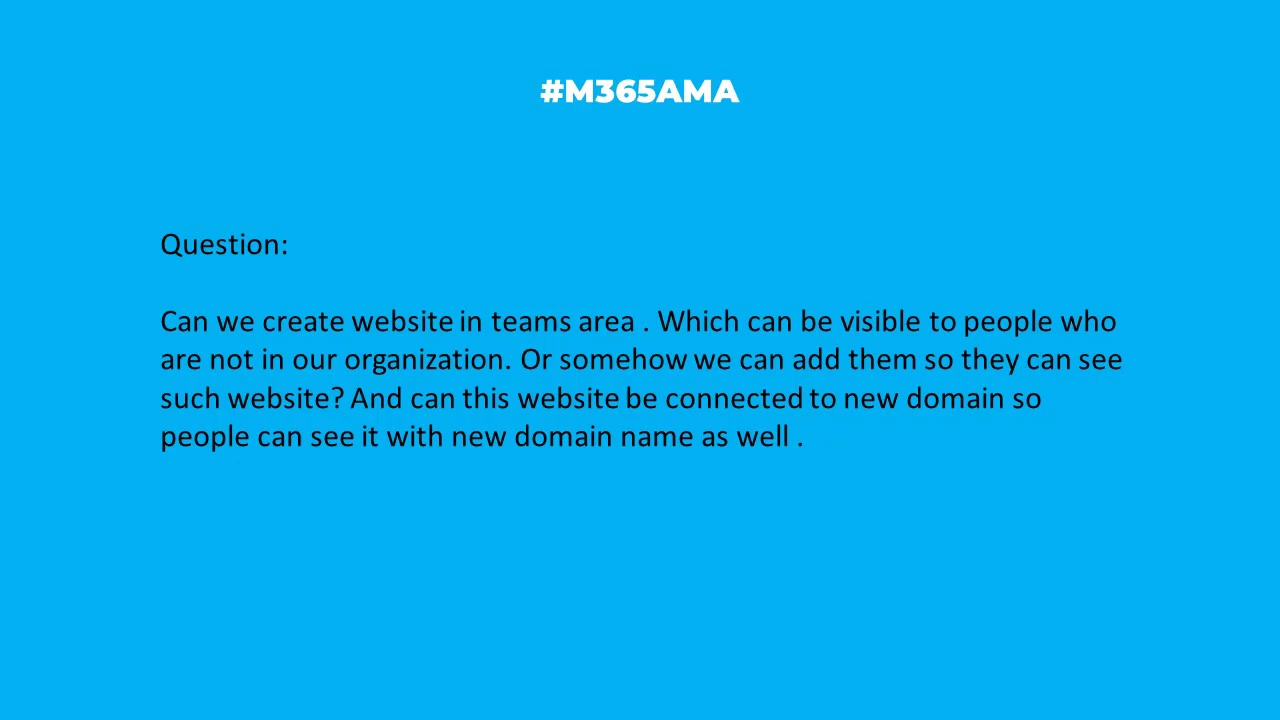 #M365AMA
Question:
Can we create website in teams area . Which can be visible to people who
are not in our organization. Or somehow we can add them so they can see
such website? And can this website be connected to new domain so
people can see it with new domain name as well .